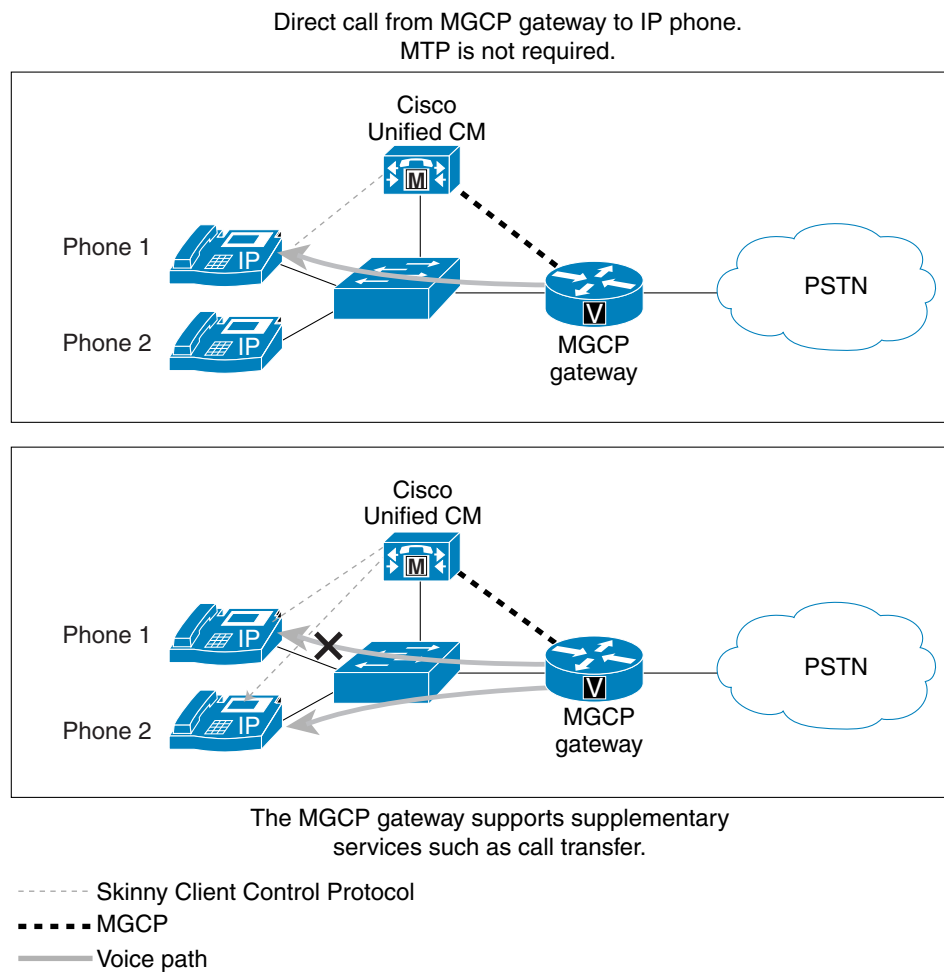 Direct call from MGCP gateway to IP phone.
MTP is not required.
Cisco
Unified CM
M
Phone 1
IP
PSTN
Phone 2
IP
V
MGCP
gateway
Cisco
Unified CM
M
Phone 1
IP
PSTN
Phone 2
IP
V
MGCP
gateway
The MGCP gateway supports supplementary
services such as call transfer.
Skinny Client Control Protocol
MGCP
Voice path